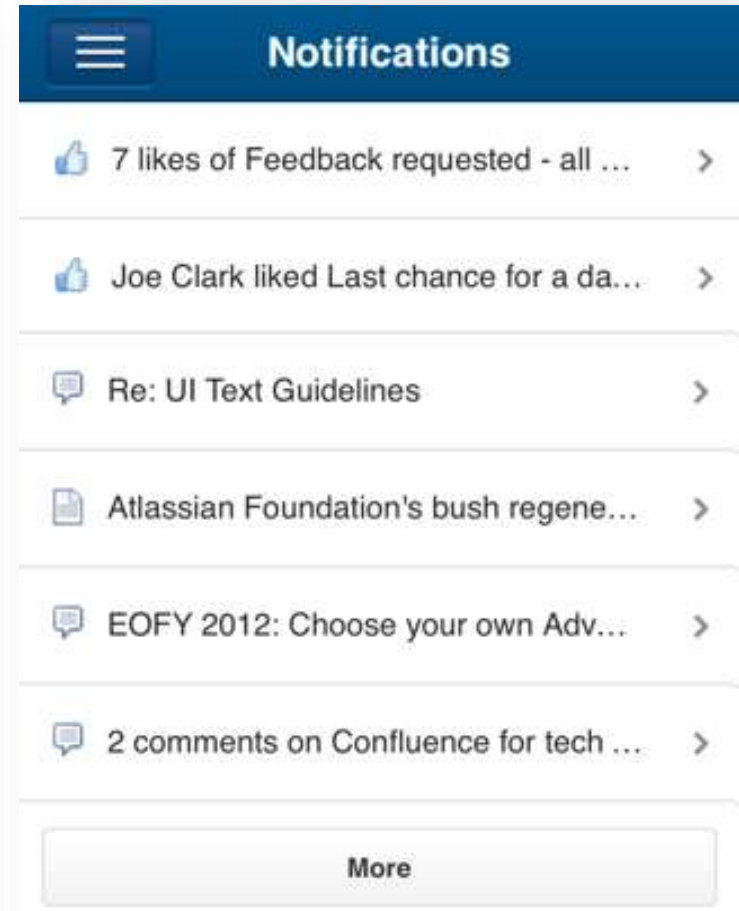 Notifications
7 likes of Feedback requested - all …
Joe Clark liked Last chance for a da…
Re: UI Text Guidelines
Atlassian Foundation's bush regene…
EOFY 2012: Choose your own Adv…
2 comments on Confluence for tech …
More